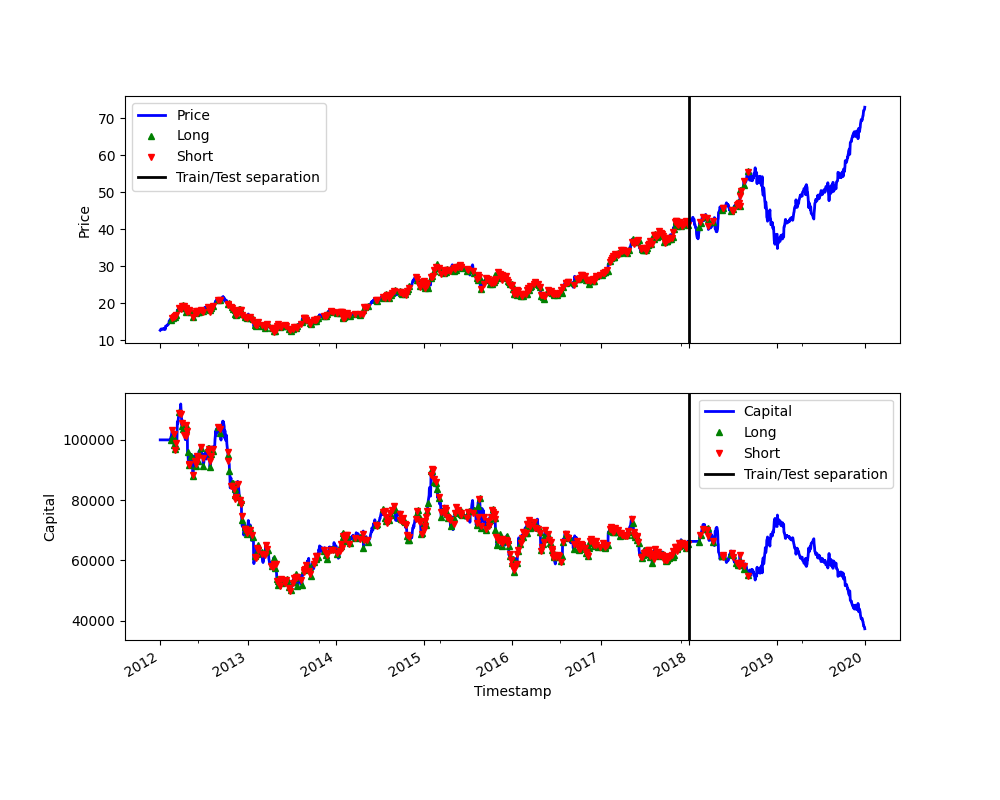 Price
Long
Short
Train/Test separation
70
60
50
40
30
20
10
Price
Capital
Long
Short
Train/Test separation
100000
80000
60000
40000
Capital
2012 2013 2014 2015 2016 2017 2018 2019 2020
Timestamp